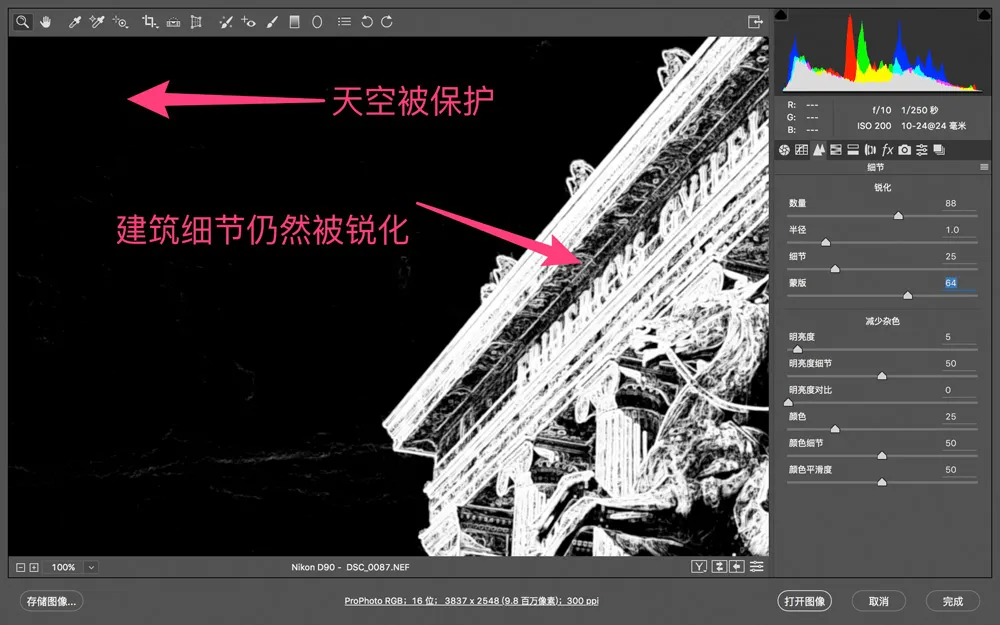 天空被保护
建筑细节仍然被锐化
R: ---
G: ---
B: ---
f/10 1/250 秒
ISO 200 10-24@24 毫米
fx
细节
锐化
数量 88
半径 1.0
细节 25
蒙版 64
减少杂色
明亮度 5
明亮度细节 50
明亮度对比 0
颜色 25
颜色细节 50
颜色平滑度 50
100%
Nikon D90 - DSC_0087.NEF
Y
存储图像...
ProPhoto RGB; 16 位; 3837 x 2548 (9.8 百万像素); 300 ppi
打开图像
取消
完成